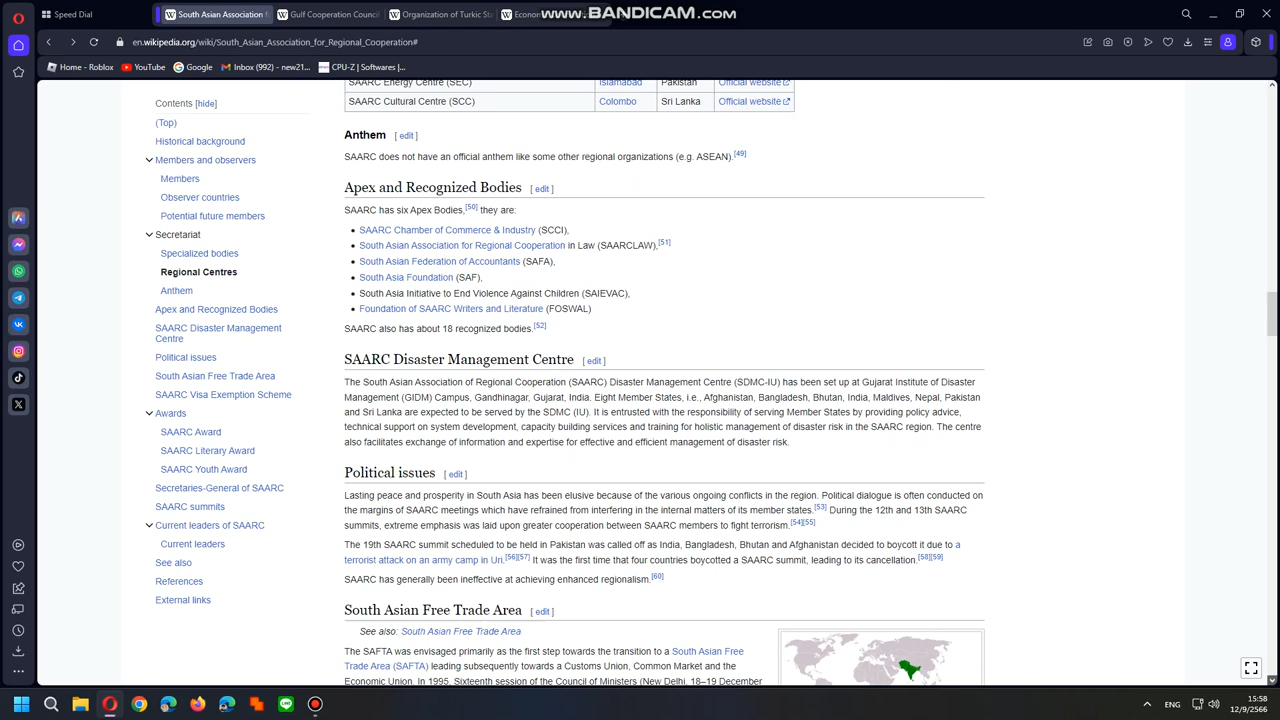 Speed Dial
South Asian Association f
Gulf Cooperation Counci
Organization of Turkic Sta
Econo
www.BANDICAM.com
en.wikipedia.org/wiki/South_Asian_Association_for_Regional_Cooperation#
Home - Roblox
YouTube
Google
Inbox (992) - new21...
CPU-Z | Softwares |...
Contents [hide]
(Top)
Historical background
Members and observers
Members
Observer countries
Potential future members
Secretariat
Specialized bodies
Regional Centres
Anthem
Apex and Recognized Bodies
SAARC Disaster Management
Centre
Political issues
South Asian Free Trade Area
SAARC Visa Exemption Scheme
Awards
SAARC Award
SAARC Literary Award
SAARC Youth Award
Secretaries-General of SAARC
SAARC summits
Current leaders of SAARC
Current leaders
See also
References
External links
SAARC Energy Centre (SEC) Islamabad Pakistan Official website
SAARC Cultural Centre (SCC) Colombo Sri Lanka Official website
Anthem [ edit ]
SAARC does not have an official anthem like some other regional organizations (e.g. ASEAN).[49]
Apex and Recognized Bodies [ edit ]
SAARC has six Apex Bodies,[50] they are:
• SAARC Chamber of Commerce & Industry (SCCI),
• South Asian Association for Regional Cooperation in Law (SAARCLAW),[51]
• South Asian Federation of Accountants (SAFA),
• South Asia Foundation (SAF),
• South Asia Initiative to End Violence Against Children (SAIEVAC),
• Foundation of SAARC Writers and Literature (FOSWAL)
SAARC also has about 18 recognized bodies.[52]
SAARC Disaster Management Centre [ edit ]
The South Asian Association of Regional Cooperation (SAARC) Disaster Management Centre (SDMC-IU) has been set up at Gujarat Institute of Disaster
Management (GIDM) Campus, Gandhinagar, Gujarat, India. Eight Member States, i.e., Afghanistan, Bangladesh, Bhutan, India, Maldives, Nepal, Pakistan
and Sri Lanka are expected to be served by the SDMC (IU). It is entrusted with the responsibility of serving Member States by providing policy advice,
technical support on system development, capacity building services and training for holistic management of disaster risk in the SAARC region. The centre
also facilitates exchange of information and expertise for effective and efficient management of disaster risk.
Political issues [ edit ]
Lasting peace and prosperity in South Asia has been elusive because of the various ongoing conflicts in the region. Political dialogue is often conducted on
the margins of SAARC meetings which have refrained from interfering in the internal matters of its member states.[53] During the 12th and 13th SAARC
summits, extreme emphasis was laid upon greater cooperation between SAARC members to fight terrorism.[54][55]
The 19th SAARC summit scheduled to be held in Pakistan was called off as India, Bangladesh, Bhutan and Afghanistan decided to boycott it due to a
terrorist attack on an army camp in Uri.[56][57] It was the first time that four countries boycotted a SAARC summit, leading to its cancellation.[58][59]
SAARC has generally been ineffective at achieving enhanced regionalism.[60]
South Asian Free Trade Area [ edit ]
See also: South Asian Free Trade Area
The SAFTA was envisaged primarily as the first step towards the transition to a South Asian Free
Trade Area (SAFTA) leading subsequently towards a Customs Union, Common Market and the
Economic Union. In 1995, Sixteenth session of the Council of Ministers (New Delhi, 18–19 December
ENG
15:58
12/9/2566